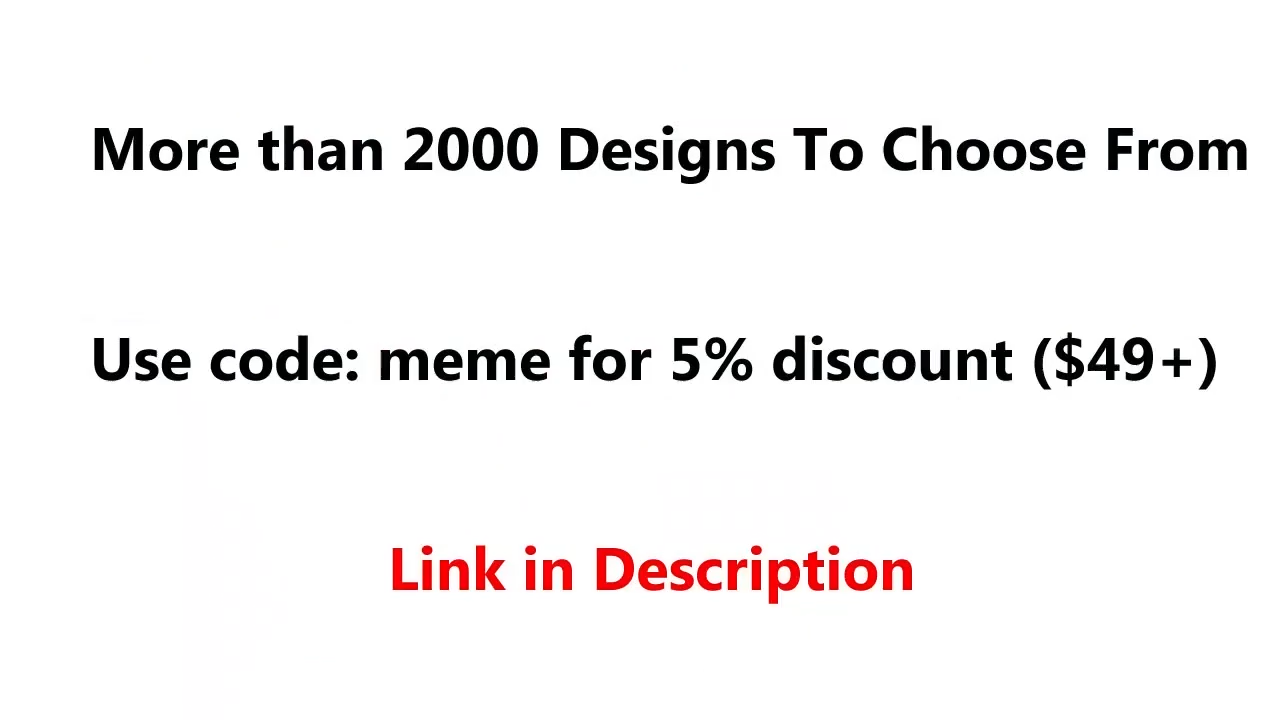 More than 2000 Designs To Choose From
Use code: meme for 5% discount ($49+)
Link in Description